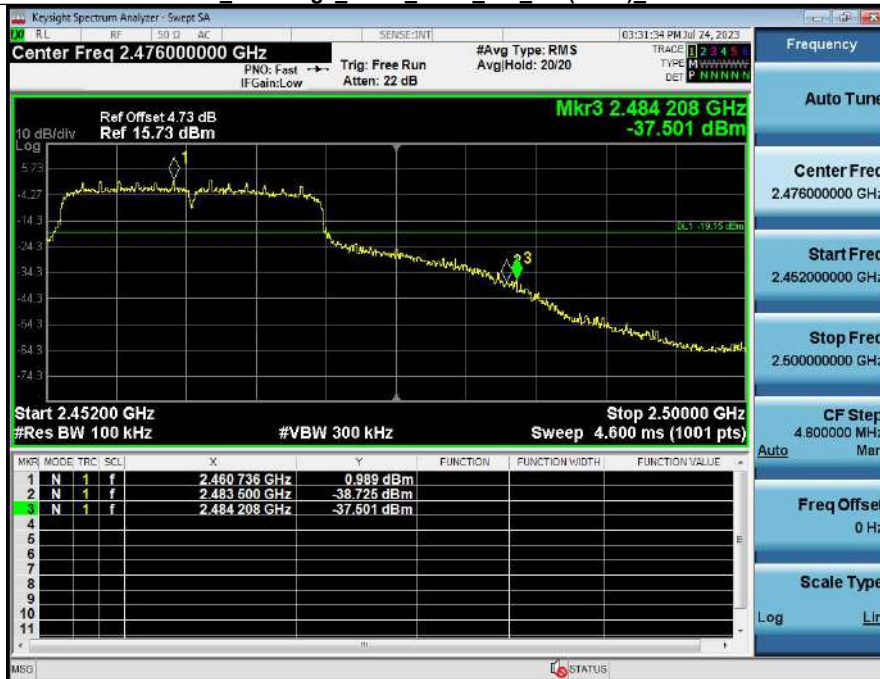 Keysight Spectrum Analyzer - Swept SA
RL RF 50 Ω AC SENSE:INT 03:31:34 PM Jul 24, 2023
Center Freq 2.476000000 GHz
PNO: Fast
IFGain:Low
Trig: Free Run
Atten: 22 dB
#Avg Type: RMS
Avg|Hold: 20/20
TRACE 1 2 3 4 5 6
TYPE M W W W W W
DET P N N N N N
Ref Offset 4.73 dB
Ref 15.73 dBm
10 dB/div
Log
Mkr3 2.484 208 GHz
-37.501 dBm
5.73
-4.27
-14.3
-24.3
-34.3
-44.3
-54.3
-64.3
-74.3
1
3
DL1 -19.15 dBm
Start 2.45200 GHz
Stop 2.50000 GHz
#Res BW 100 kHz
#VBW 300 kHz
Sweep 4.600 ms (1001 pts)
MKR MODE TRC SCL X Y FUNCTION FUNCTION WIDTH FUNCTION VALUE
1 N 1 f 2.460 736 GHz 0.989 dBm
2 N 1 f 2.483 500 GHz -38.725 dBm
3 N 1 f 2.484 208 GHz -37.501 dBm
4
5
6
7
8
9
10
11
MSG
STATUS
Frequency
Auto Tune
Center Freq
2.476000000 GHz
Start Freq
2.452000000 GHz
Stop Freq
2.500000000 GHz
CF Step
4.800000 MHz
Auto Man
Freq Offset
0 Hz
Scale Type
Log Lin